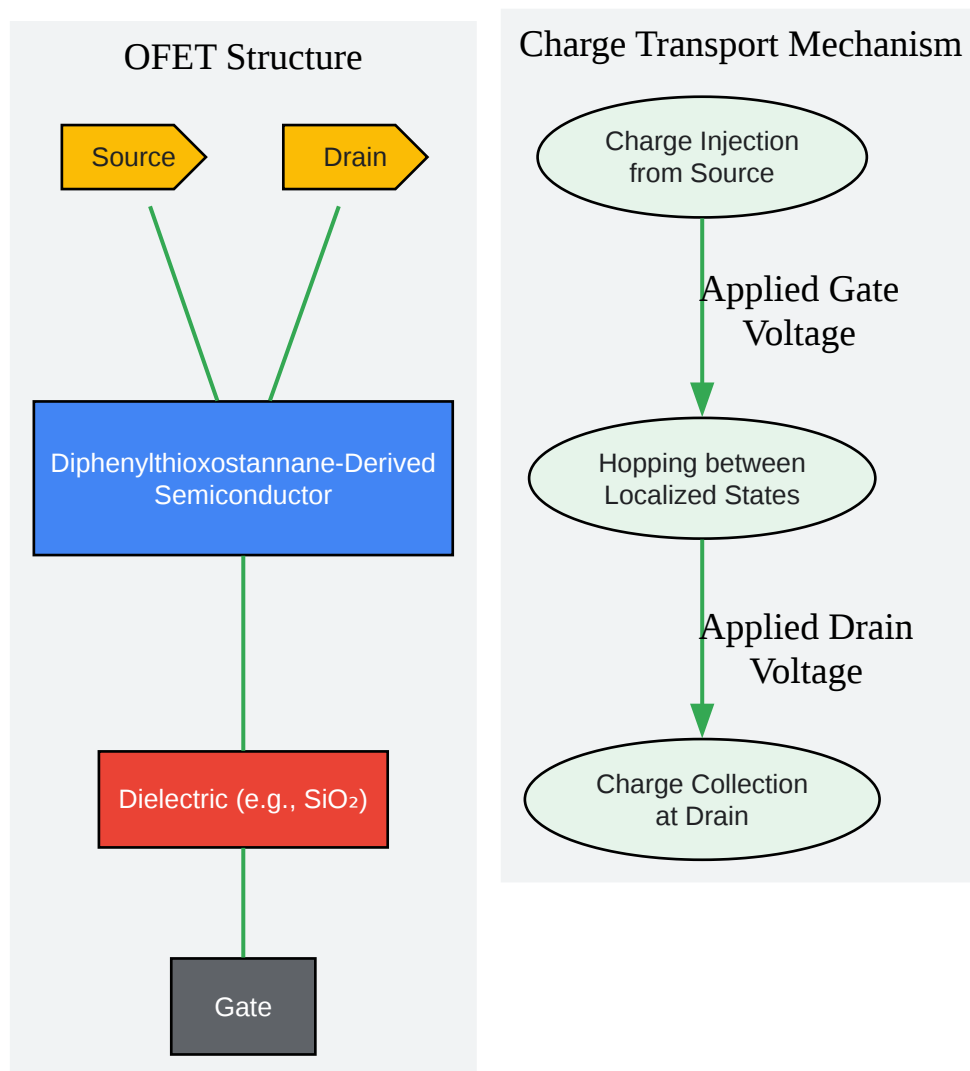 OFET Structure
Source
Drain
Diphenylthioxostannane-Derived
Semiconductor
Dielectric (e.g., SiO₂)
Gate
Charge Transport Mechanism
Charge Injection
from Source
Applied Gate
Voltage
Hopping between
Localized States
Applied Drain
Voltage
Charge Collection
at Drain